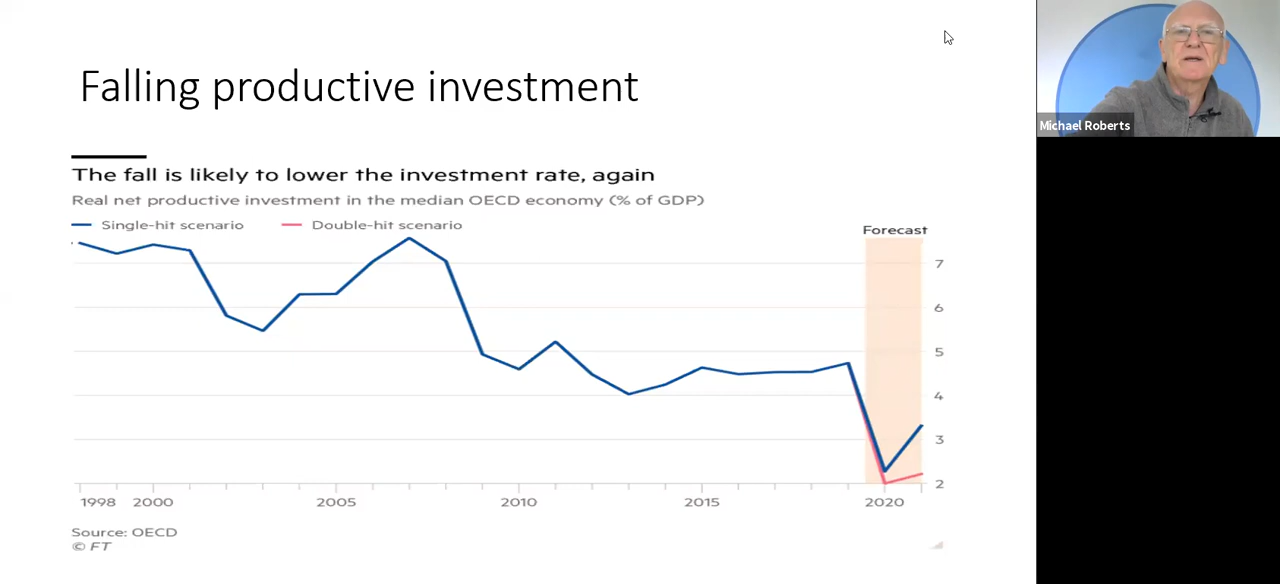 Falling productive investment
Michael Roberts
The fall is likely to lower the investment rate, again
Real net productive investment in the median OECD economy (% of GDP)
Single-hit scenario Double-hit scenario
Forecast
7
6
5
4
3
2
1998 2000 2005 2010 2015 2020
Source: OECD
© FT